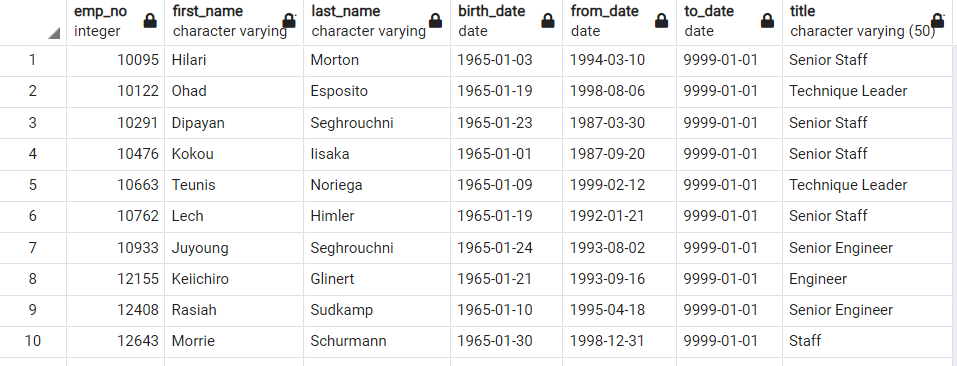 emp_no first_name last_name birth_date from_date to_date title
integer character varying character varying date date date character varying (50)
1 10095 Hilari Morton 1965-01-03 1994-03-10 9999-01-01 Senior Staff
2 10122 Ohad Esposito 1965-01-19 1998-08-06 9999-01-01 Technique Leader
3 10291 Dipayan Seghrouchni 1965-01-23 1987-03-30 9999-01-01 Senior Staff
4 10476 Kokou Iisaka 1965-01-01 1987-09-20 9999-01-01 Senior Staff
5 10663 Teunis Noriega 1965-01-09 1999-02-12 9999-01-01 Technique Leader
6 10762 Lech Himler 1965-01-19 1992-01-21 9999-01-01 Senior Staff
7 10933 Juyoung Seghrouchni 1965-01-24 1993-08-02 9999-01-01 Senior Engineer
8 12155 Keiichiro Glinert 1965-01-21 1993-09-16 9999-01-01 Engineer
9 12408 Rasiah Sudkamp 1965-01-10 1995-04-18 9999-01-01 Senior Engineer
10 12643 Morrie Schurmann 1965-01-30 1998-12-31 9999-01-01 Staff